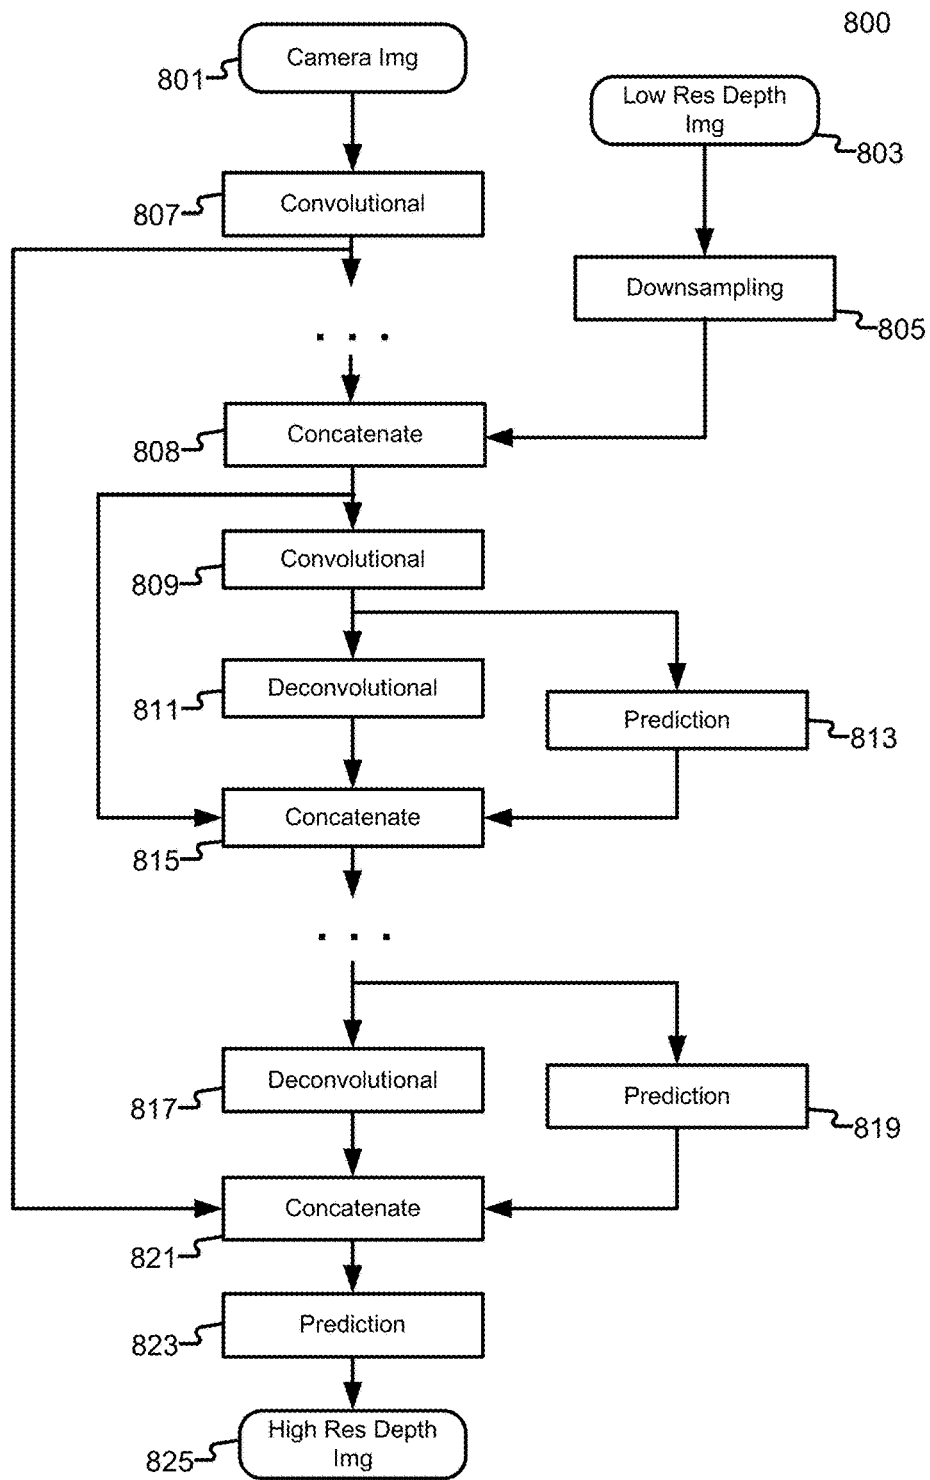 800
Camera Img
801
Low Res Depth
Img
803
Convolutional
807
Downsampling
805
. . .
Concatenate
808
Convolutional
809
Deconvolutional
811
Prediction
813
Concatenate
815
. . .
Deconvolutional
817
Prediction
819
Concatenate
821
Prediction
823
High Res Depth
Img
825